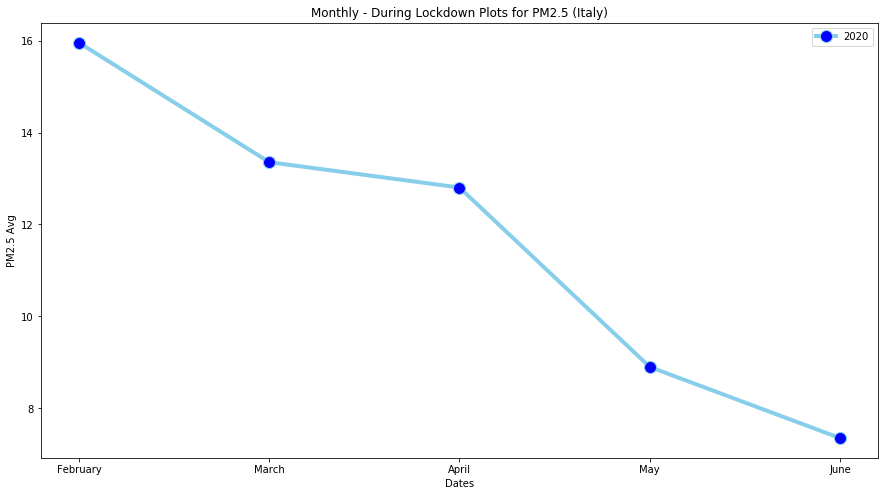 Monthly - During Lockdown Plots for PM2.5 (Italy)
2020
16
14
12
10
8
PM2.5 Avg
February March April May June
Dates